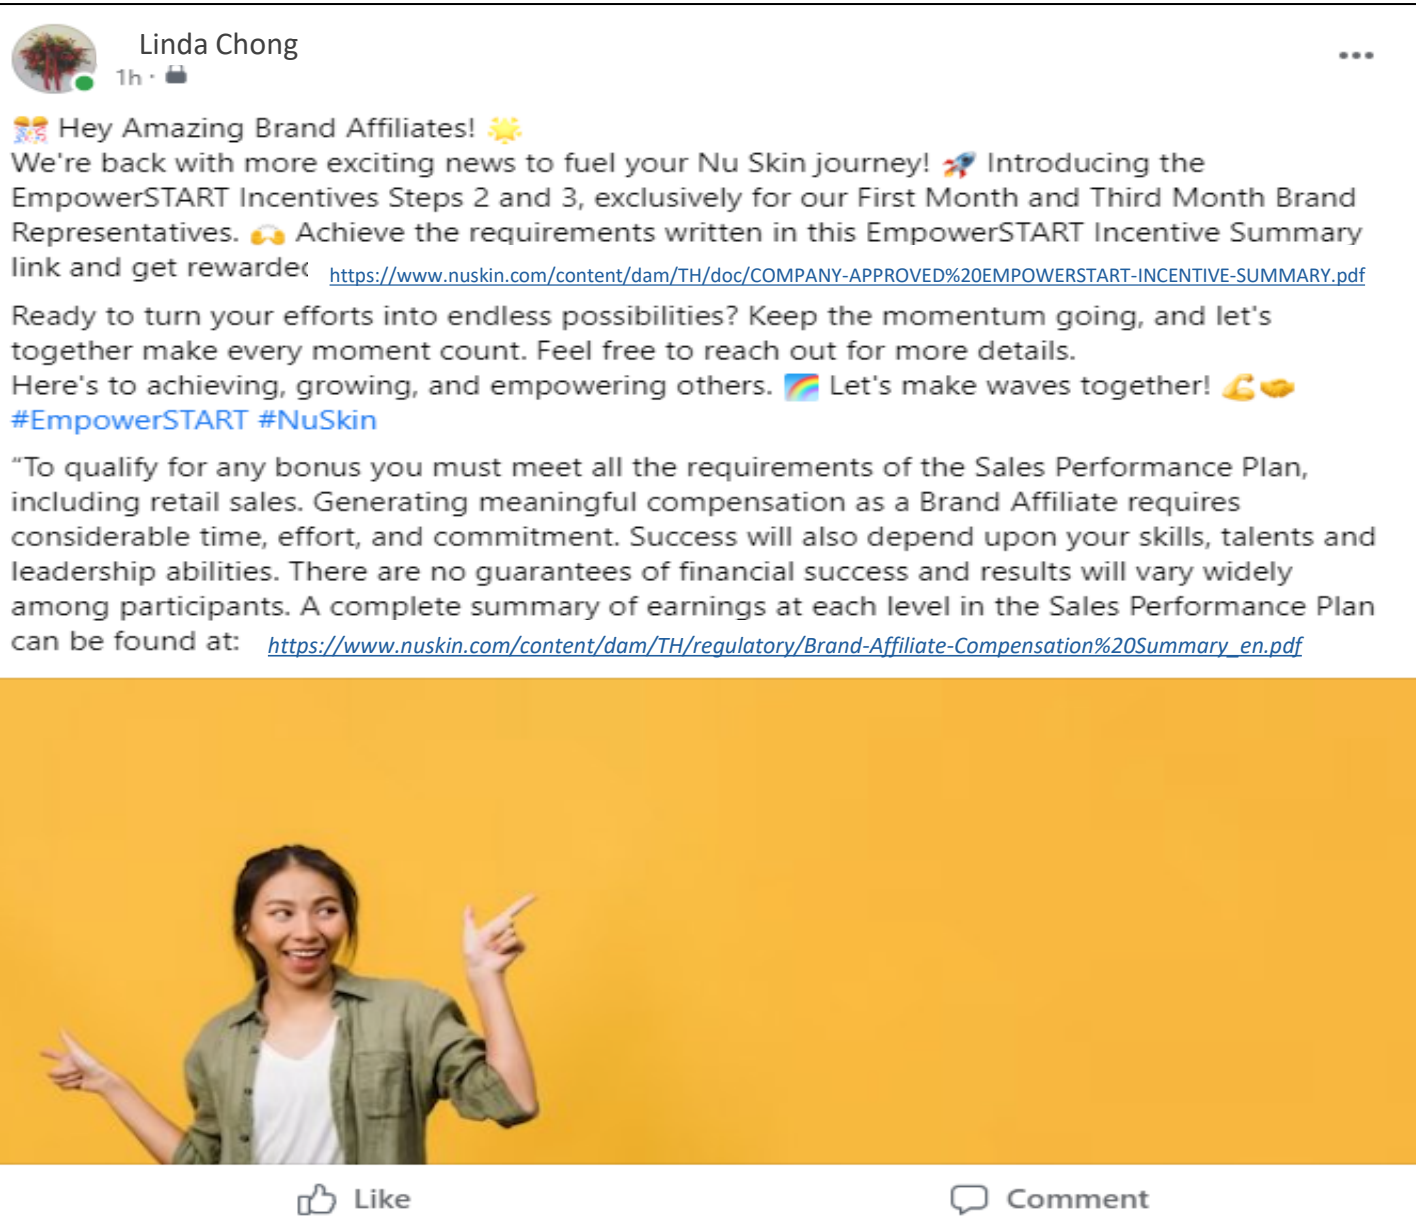 Linda Chong
1h ·
🎊 Hey Amazing Brand Affiliates! 🌟
We're back with more exciting news to fuel your Nu Skin journey! 🚀 Introducing the
EmpowerSTART Incentives Steps 2 and 3, exclusively for our First Month and Third Month Brand
Representatives. 🙌 Achieve the requirements written in this EmpowerSTART Incentive Summary
link and get rewarded https://www.nuskin.com/content/dam/TH/doc/COMPANY-APPROVED%20EMPOWERSTART-INCENTIVE-SUMMARY.pdf
Ready to turn your efforts into endless possibilities? Keep the momentum going, and let's
together make every moment count. Feel free to reach out for more details.
Here's to achieving, growing, and empowering others. 🌈 Let's make waves together! 💪🤝
#EmpowerSTART #NuSkin
“To qualify for any bonus you must meet all the requirements of the Sales Performance Plan,
including retail sales. Generating meaningful compensation as a Brand Affiliate requires
considerable time, effort, and commitment. Success will also depend upon your skills, talents and
leadership abilities. There are no guarantees of financial success and results will vary widely
among participants. A complete summary of earnings at each level in the Sales Performance Plan
can be found at: https://www.nuskin.com/content/dam/TH/regulatory/Brand-Affiliate-Compensation%20Summary_en.pdf
Like
Comment